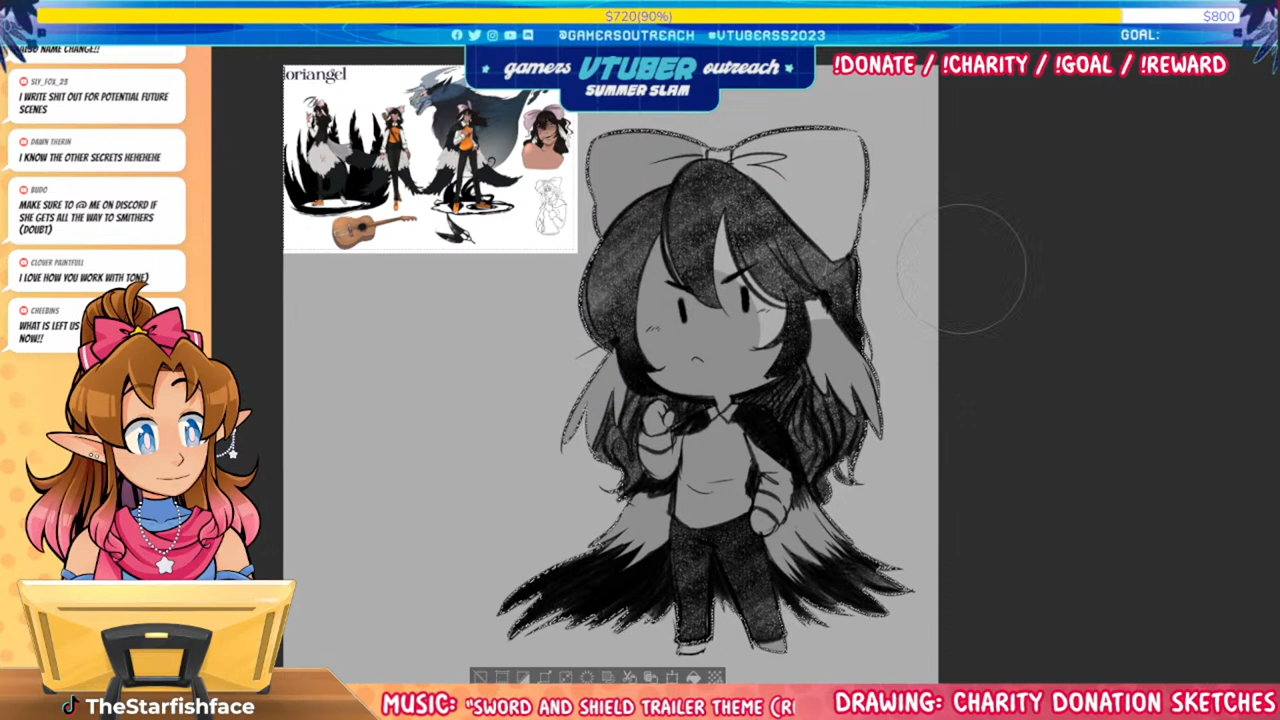 $720(90%)
$800
@GAMERSOUTREACH
#VTUBERSS2023
GOAL:
gamers VTUBER outreach
SUMMER SLAM
!DONATE / !CHARITY / !GOAL / !REWARD
ALSO NAME CHANGE!!
SLY_FOX_23
I WRITE SHIT OUT FOR POTENTIAL FUTURE
SCENES
DAWN THERIN
I KNOW THE OTHER SECRETS HEHEHEHE
BUDO
MAKE SURE TO @ ME ON DISCORD IF
SHE GETS ALL THE WAY TO SMITHERS
(DOUBT)
CLOVER PAINTFULL
I LOVE HOW YOU WORK WITH TONE)
CHEEBINS
WHAT IS LEFT US
NOW!!
oriangel
TheStarfishface
MUSIC: "SWORD AND SHIELD TRAILER THEME (R
DRAWING: CHARITY DONATION SKETCHES